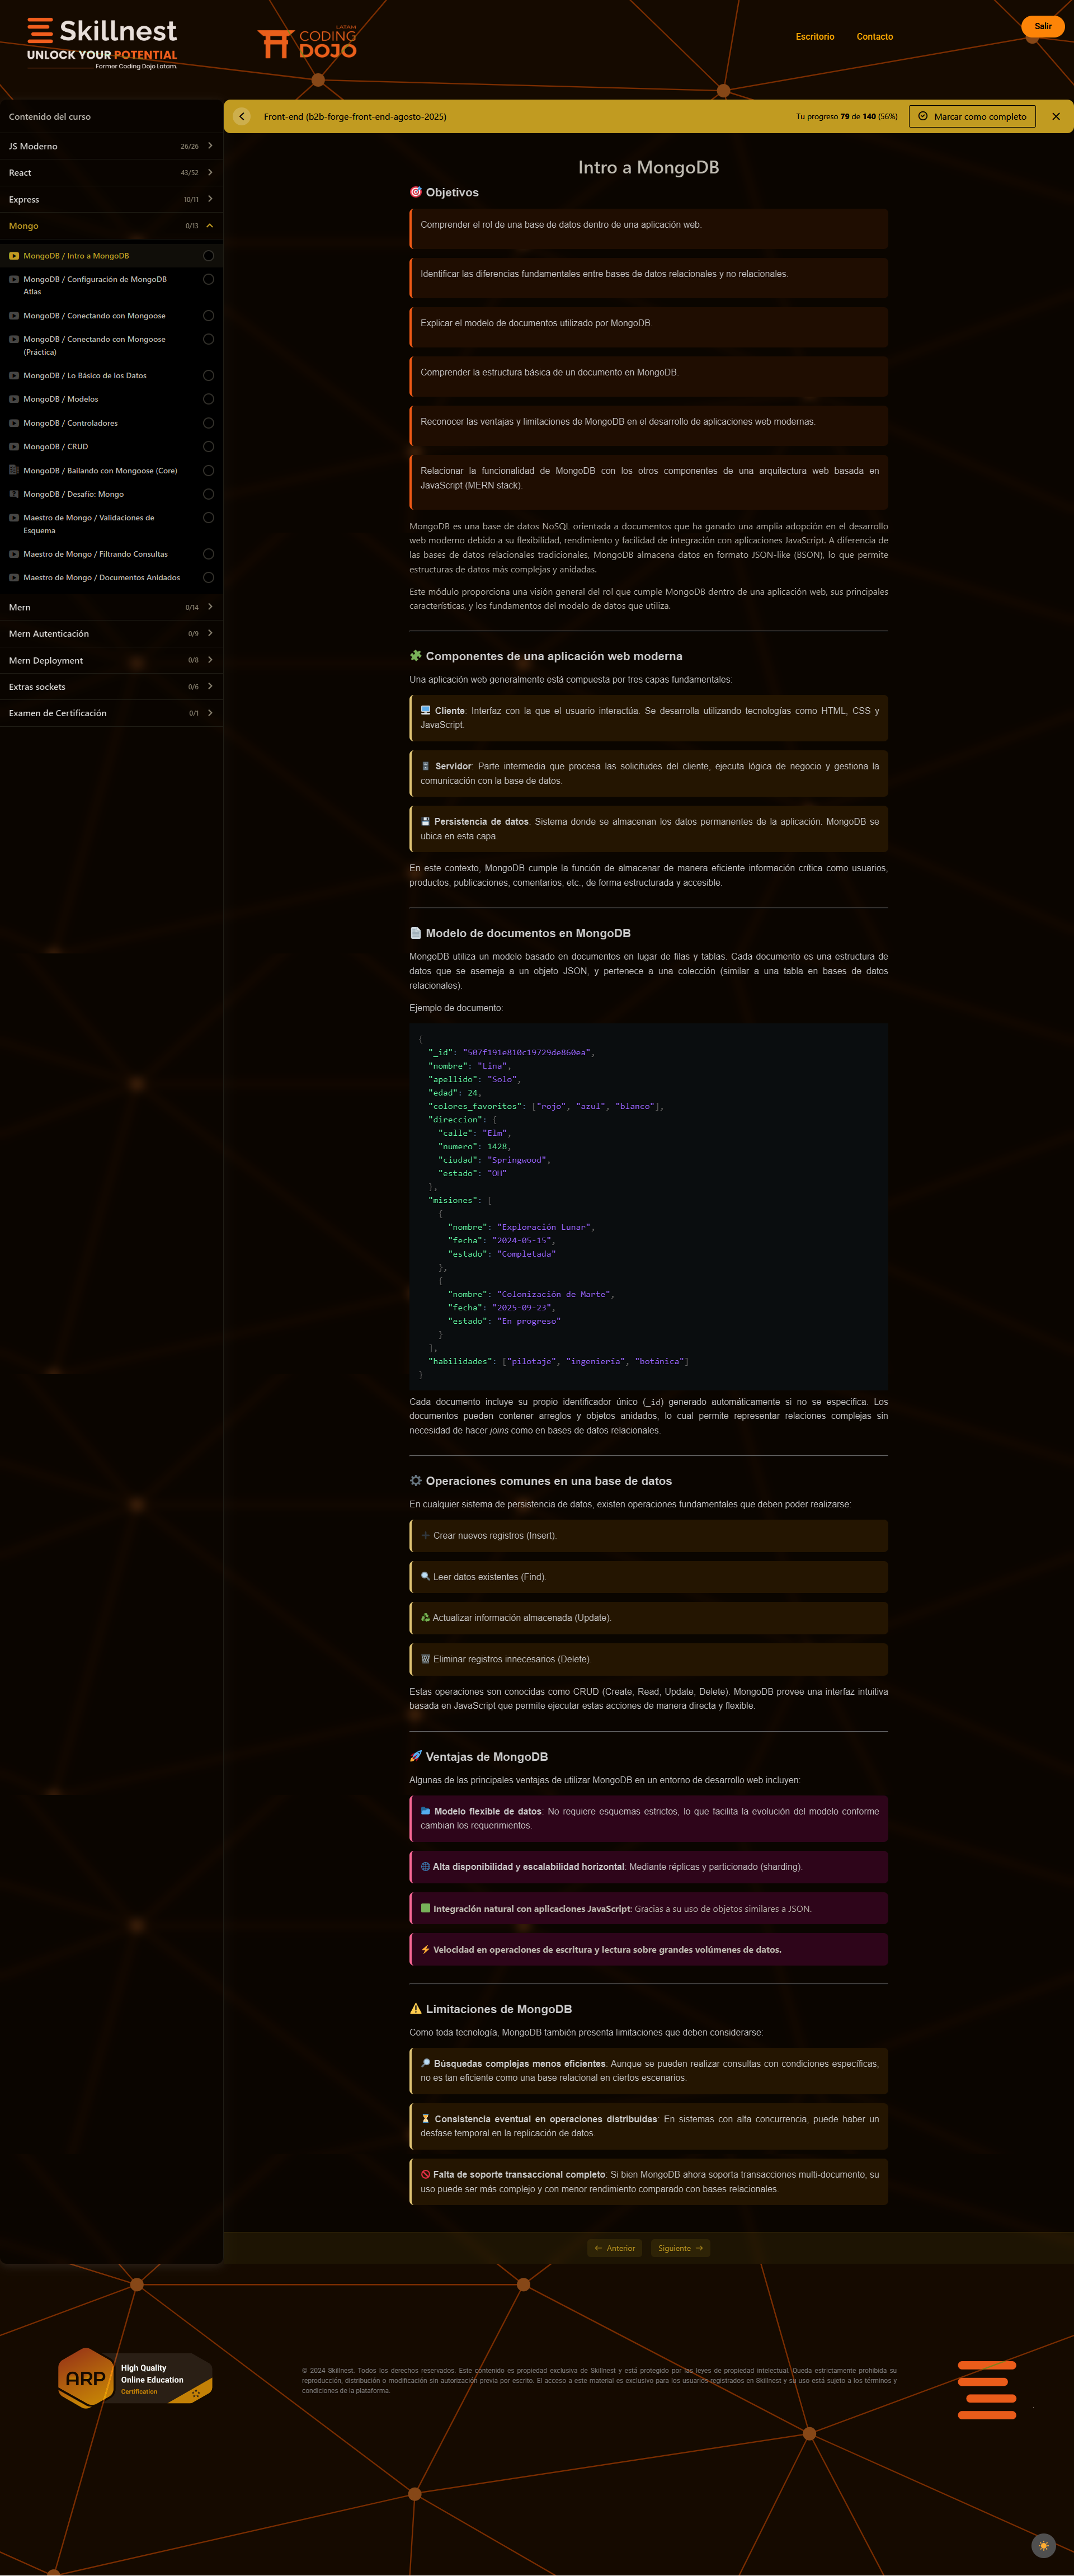 Skillnest
UNLOCK YOUR POTENTIAL
Former Coding Dojo Latam.
LATAM
CODING
DOJO
Escritorio
Contacto
Salir
Contenido del curso
JS Moderno 26/26
React 43/52
Express 10/11
Mongo 0/13
MongoDB / Intro a MongoDB
MongoDB / Configuración de MongoDB
Atlas
MongoDB / Conectando con Mongoose
MongoDB / Conectando con Mongoose
(Práctica)
MongoDB / Lo Básico de los Datos
MongoDB / Modelos
MongoDB / Controladores
MongoDB / CRUD
MongoDB / Bailando con Mongoose (Core)
MongoDB / Desafío: Mongo
Maestro de Mongo / Validaciones de
Esquema
Maestro de Mongo / Filtrando Consultas
Maestro de Mongo / Documentos Anidados
Mern 0/14
Mern Autenticación 0/9
Mern Deployment 0/8
Extras sockets 0/6
Examen de Certificación 0/1
Front-end (b2b-forge-front-end-agosto-2025)
Tu progreso 79 de 140 (56%)
Marcar como completo
Intro a MongoDB
🎯 Objetivos
Comprender el rol de una base de datos dentro de una aplicación web.
Identificar las diferencias fundamentales entre bases de datos relacionales y no relacionales.
Explicar el modelo de documentos utilizado por MongoDB.
Comprender la estructura básica de un documento en MongoDB.
Reconocer las ventajas y limitaciones de MongoDB en el desarrollo de aplicaciones web modernas.
Relacionar la funcionalidad de MongoDB con los otros componentes de una arquitectura web basada en
JavaScript (MERN stack).
MongoDB es una base de datos NoSQL orientada a documentos que ha ganado una amplia adopción en el desarrollo
web moderno debido a su flexibilidad, rendimiento y facilidad de integración con aplicaciones JavaScript. A diferencia de
las bases de datos relacionales tradicionales, MongoDB almacena datos en formato JSON-like (BSON), lo que permite
estructuras de datos más complejas y anidadas.
Este módulo proporciona una visión general del rol que cumple MongoDB dentro de una aplicación web, sus principales
características, y los fundamentos del modelo de datos que utiliza.
🧩 Componentes de una aplicación web moderna
Una aplicación web generalmente está compuesta por tres capas fundamentales:
🖥️ Cliente: Interfaz con la que el usuario interactúa. Se desarrolla utilizando tecnologías como HTML, CSS y
JavaScript.
🗄️ Servidor: Parte intermedia que procesa las solicitudes del cliente, ejecuta lógica de negocio y gestiona la
comunicación con la base de datos.
💾 Persistencia de datos: Sistema donde se almacenan los datos permanentes de la aplicación. MongoDB se
ubica en esta capa.
En este contexto, MongoDB cumple la función de almacenar de manera eficiente información crítica como usuarios,
productos, publicaciones, comentarios, etc., de forma estructurada y accesible.
📄 Modelo de documentos en MongoDB
MongoDB utiliza un modelo basado en documentos en lugar de filas y tablas. Cada documento es una estructura de
datos que se asemeja a un objeto JSON, y pertenece a una colección (similar a una tabla en bases de datos
relacionales).
Ejemplo de documento:
{
"_id": "507f191e810c19729de860ea",
"nombre": "Lina",
"apellido": "Solo",
"edad": 24,
"colores_favoritos": ["rojo", "azul", "blanco"],
"direccion": {
"calle": "Elm",
"numero": 1428,
"ciudad": "Springwood",
"estado": "OH"
},
"misiones": [
{
"nombre": "Exploración Lunar",
"fecha": "2024-05-15",
"estado": "Completada"
},
{
"nombre": "Colonización de Marte",
"fecha": "2025-09-23",
"estado": "En progreso"
}
],
"habilidades": ["pilotaje", "ingeniería", "botánica"]
}
Cada documento incluye su propio identificador único (_id) generado automáticamente si no se especifica. Los
documentos pueden contener arreglos y objetos anidados, lo cual permite representar relaciones complejas sin
necesidad de hacer joins como en bases de datos relacionales.
⚙️ Operaciones comunes en una base de datos
En cualquier sistema de persistencia de datos, existen operaciones fundamentales que deben poder realizarse:
➕ Crear nuevos registros (Insert).
🔍 Leer datos existentes (Find).
♻️ Actualizar información almacenada (Update).
🗑️ Eliminar registros innecesarios (Delete).
Estas operaciones son conocidas como CRUD (Create, Read, Update, Delete). MongoDB provee una interfaz intuitiva
basada en JavaScript que permite ejecutar estas acciones de manera directa y flexible.
🚀 Ventajas de MongoDB
Algunas de las principales ventajas de utilizar MongoDB en un entorno de desarrollo web incluyen:
📂 Modelo flexible de datos: No requiere esquemas estrictos, lo que facilita la evolución del modelo conforme
cambian los requerimientos.
🌐 Alta disponibilidad y escalabilidad horizontal: Mediante réplicas y particionado (sharding).
🟩 Integración natural con aplicaciones JavaScript: Gracias a su uso de objetos similares a JSON.
⚡ Velocidad en operaciones de escritura y lectura sobre grandes volúmenes de datos.
⚠️ Limitaciones de MongoDB
Como toda tecnología, MongoDB también presenta limitaciones que deben considerarse:
🔎 Búsquedas complejas menos eficientes: Aunque se pueden realizar consultas con condiciones específicas,
no es tan eficiente como una base relacional en ciertos escenarios.
⏳ Consistencia eventual en operaciones distribuidas: En sistemas con alta concurrencia, puede haber un
desfase temporal en la replicación de datos.
🚫 Falta de soporte transaccional completo: Si bien MongoDB ahora soporta transacciones multi-documento, su
uso puede ser más complejo y con menor rendimiento comparado con bases relacionales.
← Anterior
Siguiente →
ARP
High Quality
Online Education
Certification
© 2024 Skillnest. Todos los derechos reservados. Este contenido es propiedad exclusiva de Skillnest y está protegido por las leyes de propiedad intelectual. Queda estrictamente prohibida su
reproducción, distribución o modificación sin autorización previa por escrito. El acceso a este material es exclusivo para los usuarios registrados en Skillnest y su uso está sujeto a los términos y
condiciones de la plataforma.